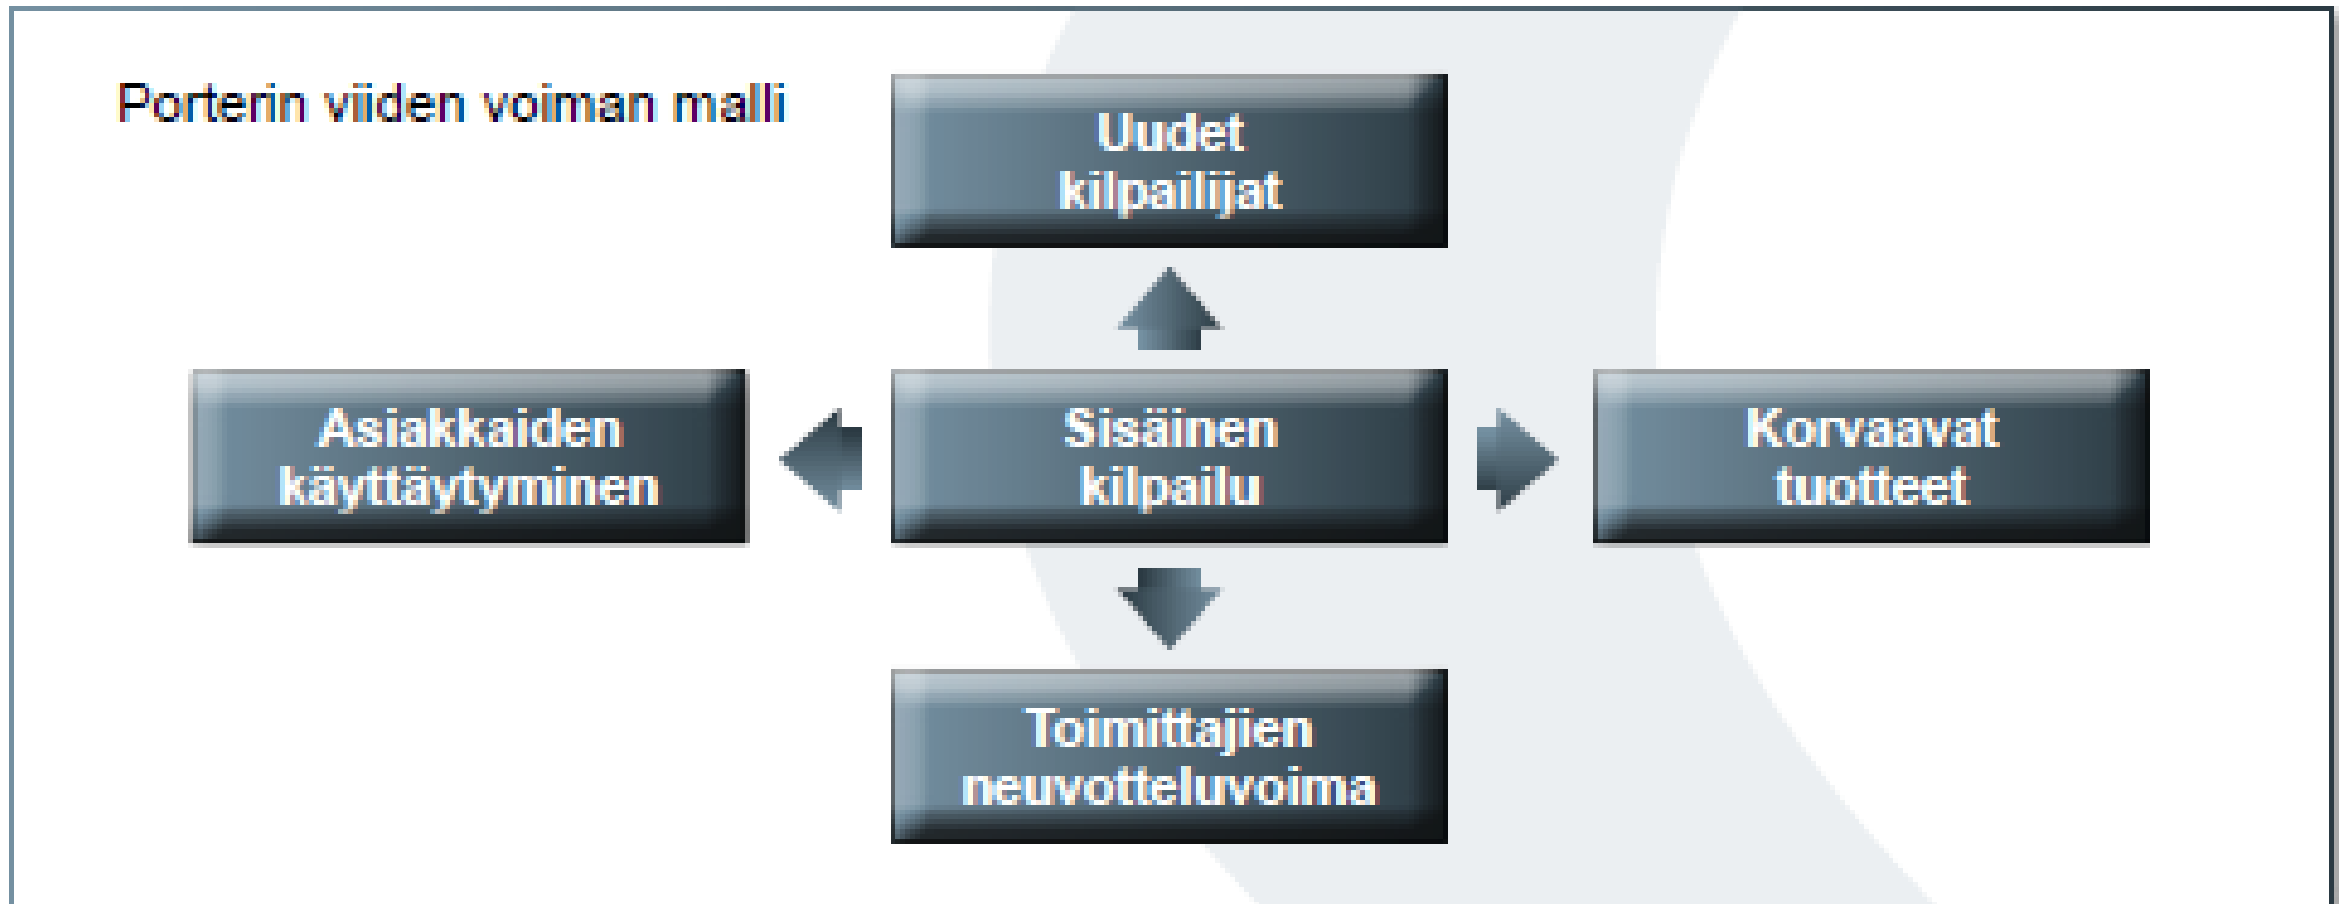 Porterin viiden voiman malli
Uudet
kilpailijat
Asiakkaiden
käyttäytyminen
Sisäinen
kilpailu
Korvaavat
tuotteet
Toimittajien
neuvotteluvoima